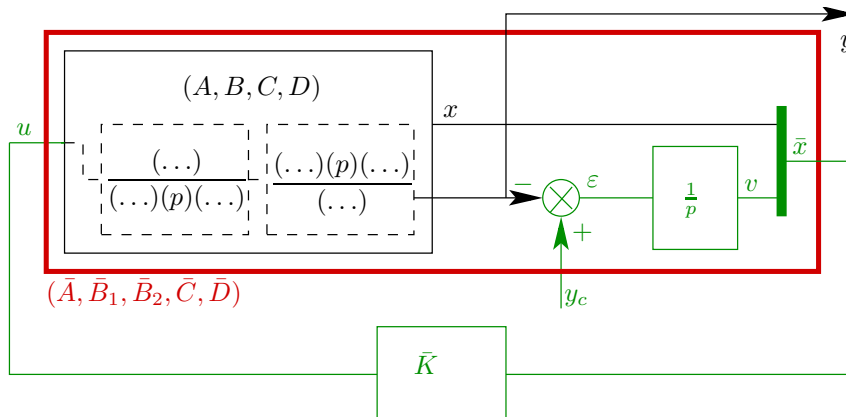 y
(A, B, C, D)
x
u
x̄
(...)
(...)(p)(...)
(...)(p)(...)
(...)
−
ε
1
p
v
+
(Ā, B̄₁, B̄₂, C̄, D̄)
y_c
K̄